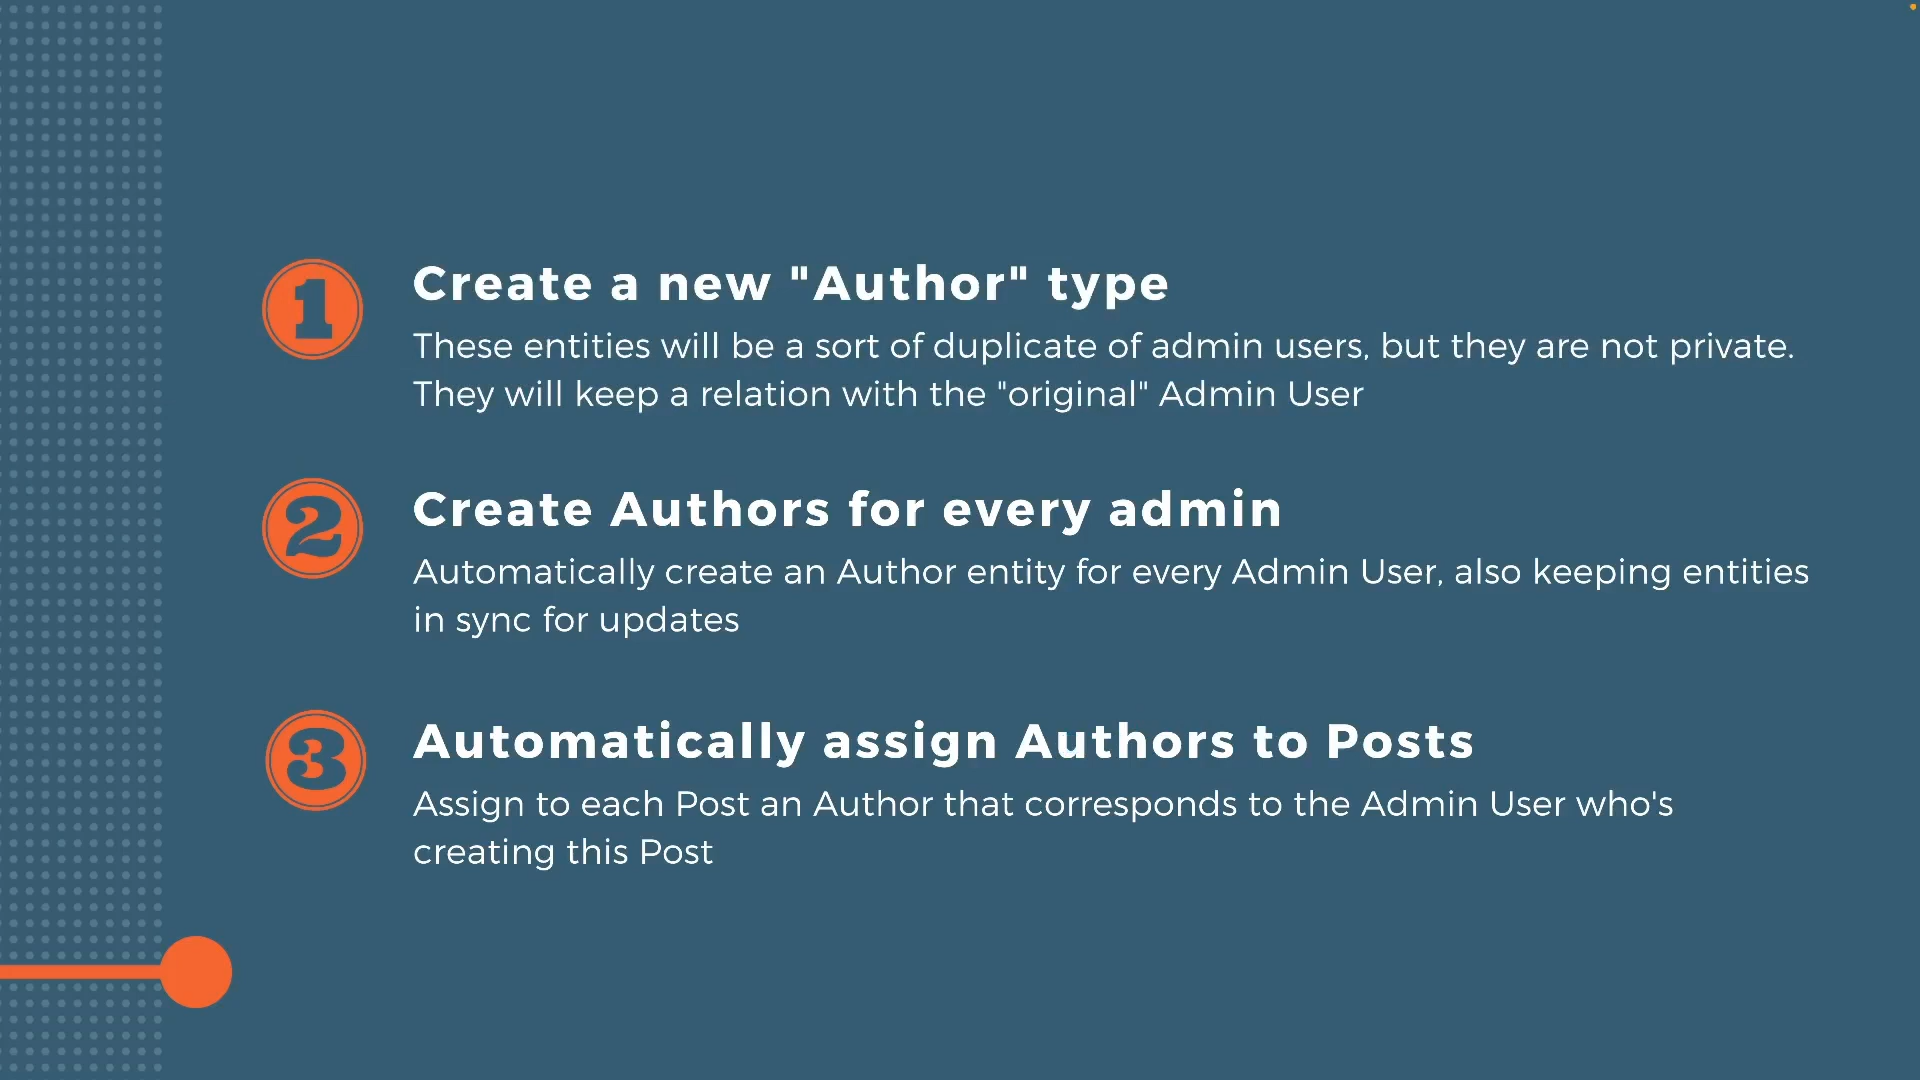 1
Create a new "Author" type
These entities will be a sort of duplicate of admin users, but they are not private.
They will keep a relation with the "original" Admin User
2
Create Authors for every admin
Automatically create an Author entity for every Admin User, also keeping entities
in sync for updates
3
Automatically assign Authors to Posts
Assign to each Post an Author that corresponds to the Admin User who's
creating this Post